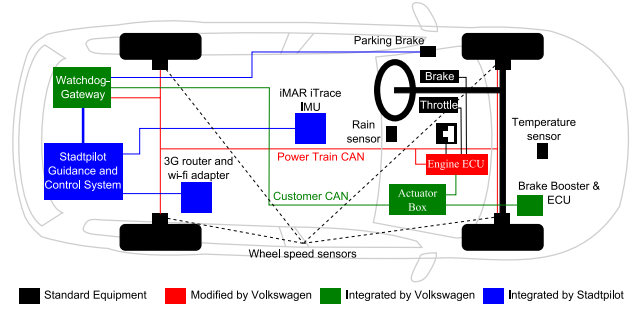 Parking Brake
Watchdog-
Gateway
iMAR iTrace
IMU
Brake
Throttle
Rain
sensor
Temperature
sensor
Stadtpilot
Guidance and
Control System
3G router and
wi-fi adapter
Power Train CAN
Engine ECU
Customer CAN
Actuator
Box
Brake Booster &
ECU
Wheel speed sensors
Standard Equipment
Modified by Volkswagen
Integrated by Volkswagen
Integrated by Stadtpilot